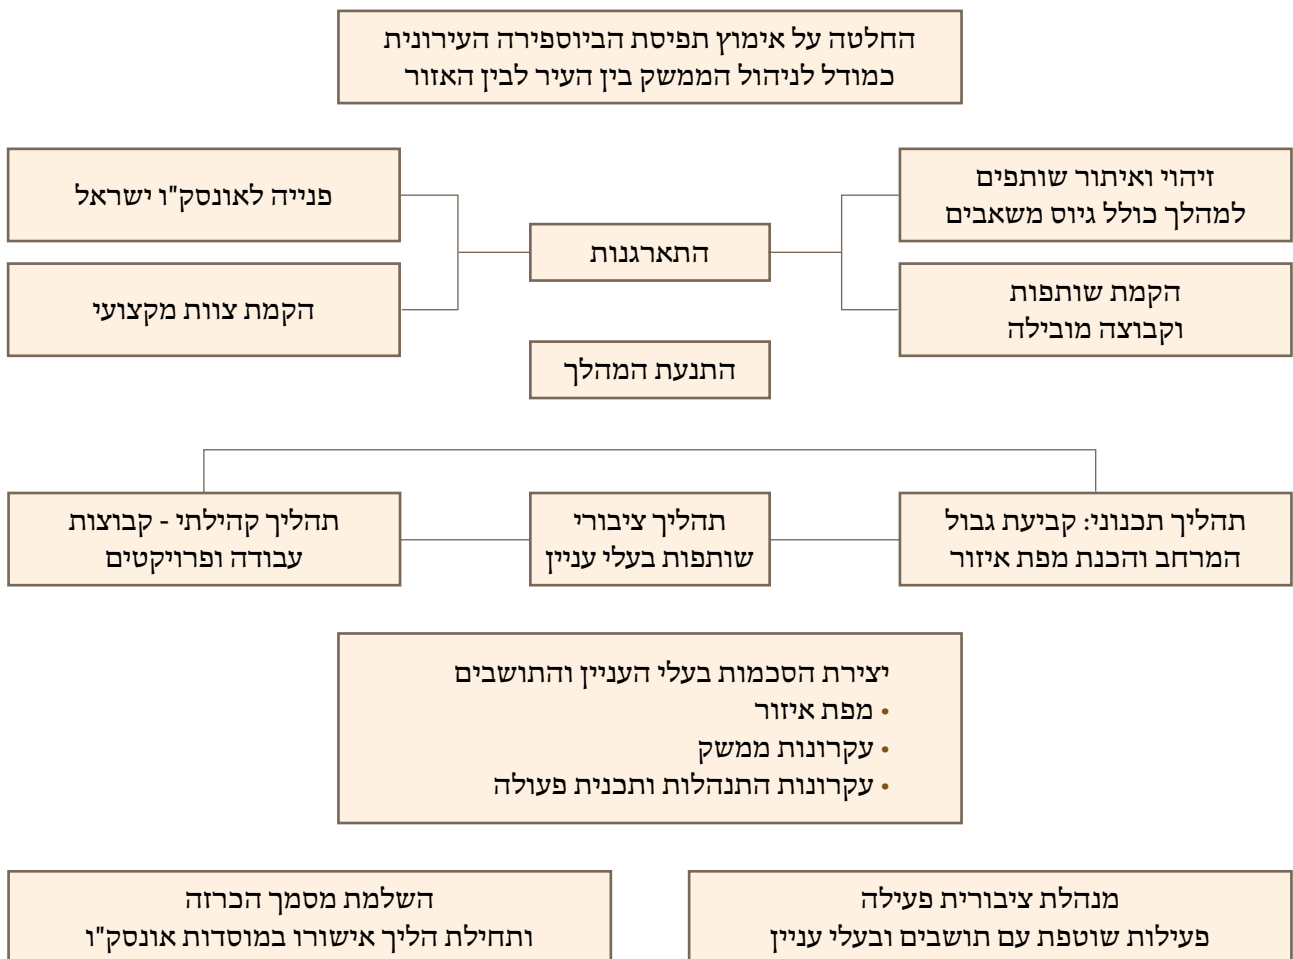 החלטה על אימוץ תפיסת הביוספירה העירונית
כמודל לניהול הממשק בין העיר לבין האזור
זיהוי ואיתור שותפים
למהלך כולל גיוס משאבים
פנייה לאונסק"ו ישראל
התארגנות
הקמת שותפות
וקבוצה מובילה
הקמת צוות מקצועי
התנעת המהלך
תהליך תכנוני: קביעת גבול
המרחב והכנת מפת איזור
תהליך ציבורי
שותפות בעלי עניין
תהליך קהילתי - קבוצות
עבודה ופרויקטים
יצירת הסכמות בעלי העניין והתושבים
• מפת איזור
• עקרונות ממשק
• עקרונות התנהלות ותכנית פעולה
מנהלת ציבורית פעילה
פעילות שוטפת עם תושבים ובעלי עניין
השלמת מסמך הכרזה
ותחילת הליך אישורו במוסדות אונסק"ו